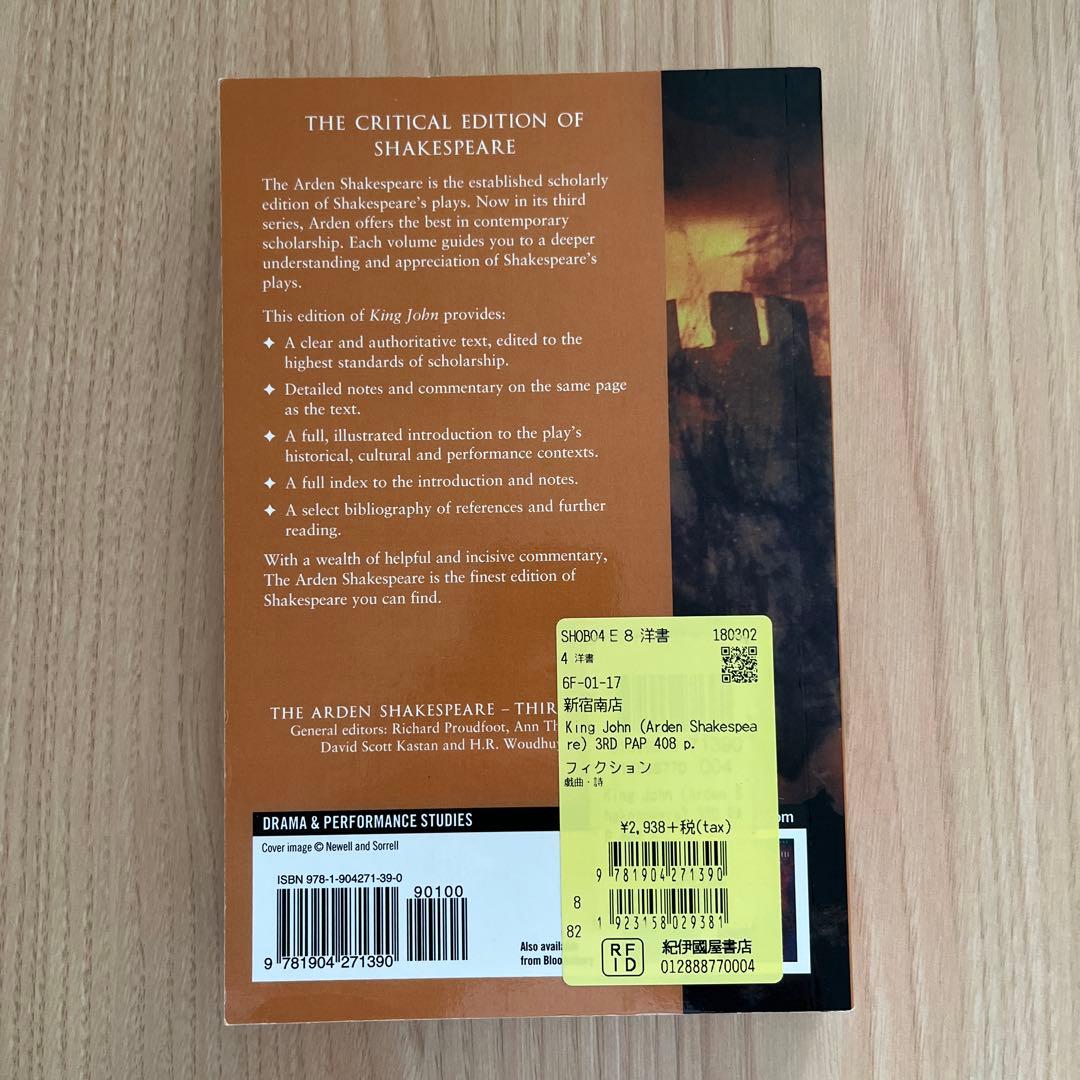 THE CRITICAL EDITION OF
SHAKESPEARE
The Arden Shakespeare is the established scholarly
edition of Shakespeare's plays. Now in its third
series, Arden offers the best in contemporary
scholarship. Each volume guides you to a deeper
understanding and appreciation of Shakespeare's
plays.
This edition of King John provides:
✦ A clear and authoritative text, edited to the
highest standards of scholarship.
✦ Detailed notes and commentary on the same page
as the text.
✦ A full, illustrated introduction to the play's
historical, cultural and performance contexts.
✦ A full index to the introduction and notes.
✦ A select bibliography of references and further
reading.
With a wealth of helpful and incisive commentary,
The Arden Shakespeare is the finest edition of
Shakespeare you can find.
THE ARDEN SHAKESPEARE – THIR
General editors: Richard Proudfoot, Ann Th
David Scott Kastan and H.R. Woudhuy
DRAMA & PERFORMANCE STUDIES
om
Cover image © Newell and Sorrell
ISBN 978-1-904271-39-0
90100
9 781904 271390
Also availa
from Bloomsbury
SHOB04 E 8 洋書 180302
4 洋書
6F-01-17
新宿南店
King John (Arden Shakespea
re) 3RD PAP 408 p.
フィクション
戯曲・詩
¥2,938+税(tax)
9 781904 271390
8
1 923158 029381
82
RF
ID
紀伊國屋書店
012888770004